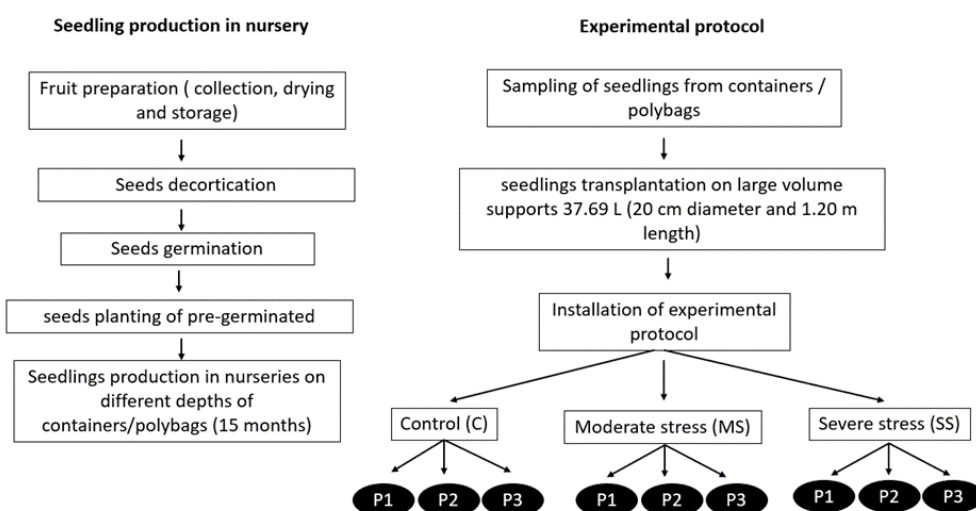 Seedling production in nursery
Fruit preparation ( collection, drying
and storage)
Seeds decortication
Seeds germination
seeds planting of pre-germinated
Seedlings production in nurseries on
different depths of
containers/polybags (15 months)
Experimental protocol
Sampling of seedlings from containers /
polybags
seedlings transplantation on large volume
supports 37.69 L (20 cm diameter and 1.20 m
length)
Installation of experimental
protocol
Control (C)
Moderate stress (MS)
Severe stress (SS)
P1 P2 P3
P1 P2 P3
P1 P2 P3